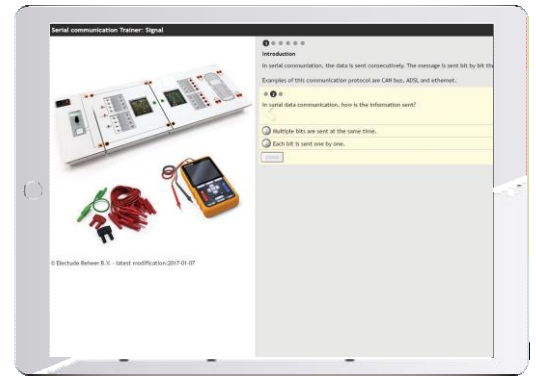 Serial communication Trainer: Signal
1
Introduction
In serial communication, the data is sent consecutively. The message is sent bit by bit
Examples of this communication protocol are CAN bus, ADSL and ethernet.
2
In serial data communication, how is the information sent?
Multiple bits are sent at the same time.
Each bit is sent one by one.
© Electude Beheer B.V. - latest modification:2017-01-07